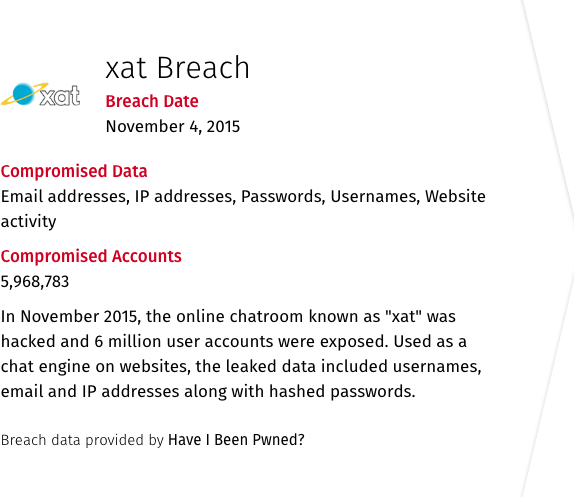 xat
xat Breach
Breach Date
November 4, 2015
Compromised Data
Email addresses, IP addresses, Passwords, Usernames, Website
activity
Compromised Accounts
5,968,783
In November 2015, the online chatroom known as "xat" was
hacked and 6 million user accounts were exposed. Used as a
chat engine on websites, the leaked data included usernames,
email and IP addresses along with hashed passwords.
Breach data provided by Have I Been Pwned?